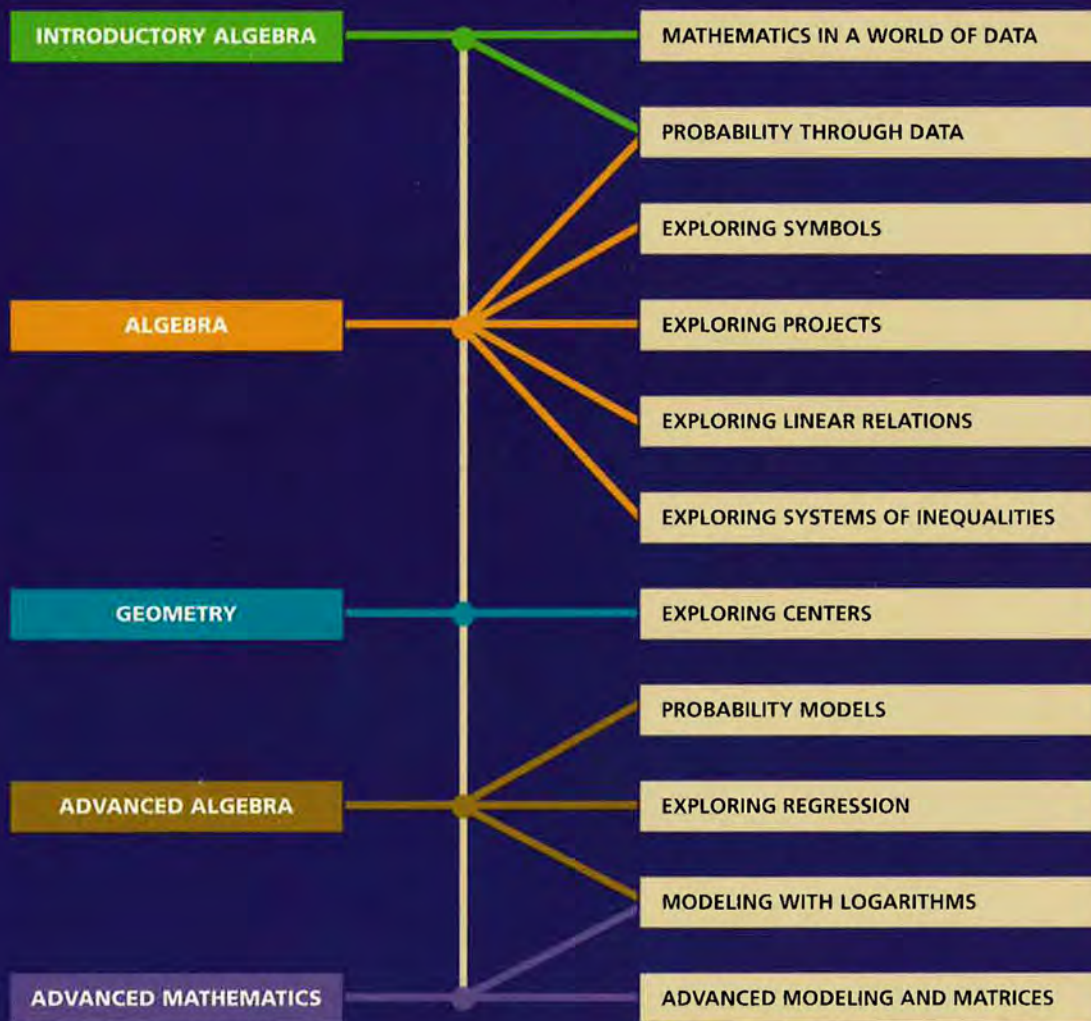 INTRODUCTORY ALGEBRA
MATHEMATICS IN A WORLD OF DATA
PROBABILITY THROUGH DATA
EXPLORING SYMBOLS
ALGEBRA
EXPLORING PROJECTS
EXPLORING LINEAR RELATIONS
EXPLORING SYSTEMS OF INEQUALITIES
GEOMETRY
EXPLORING CENTERS
PROBABILITY MODELS
ADVANCED ALGEBRA
EXPLORING REGRESSION
MODELING WITH LOGARITHMS
ADVANCED MATHEMATICS
ADVANCED MODELING AND MATRICES